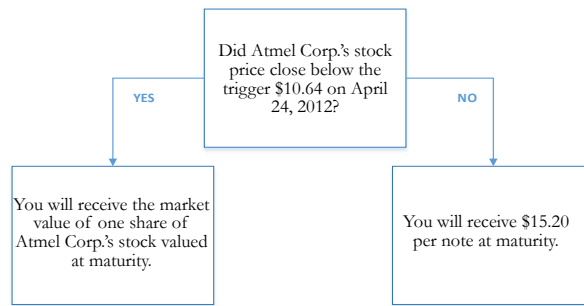 Did Atmel Corp.'s stock
price close below the
trigger $10.64 on April
24, 2012?
YES
NO
You will receive the market
value of one share of
Atmel Corp.'s stock valued
at maturity.
You will receive $15.20
per note at maturity.